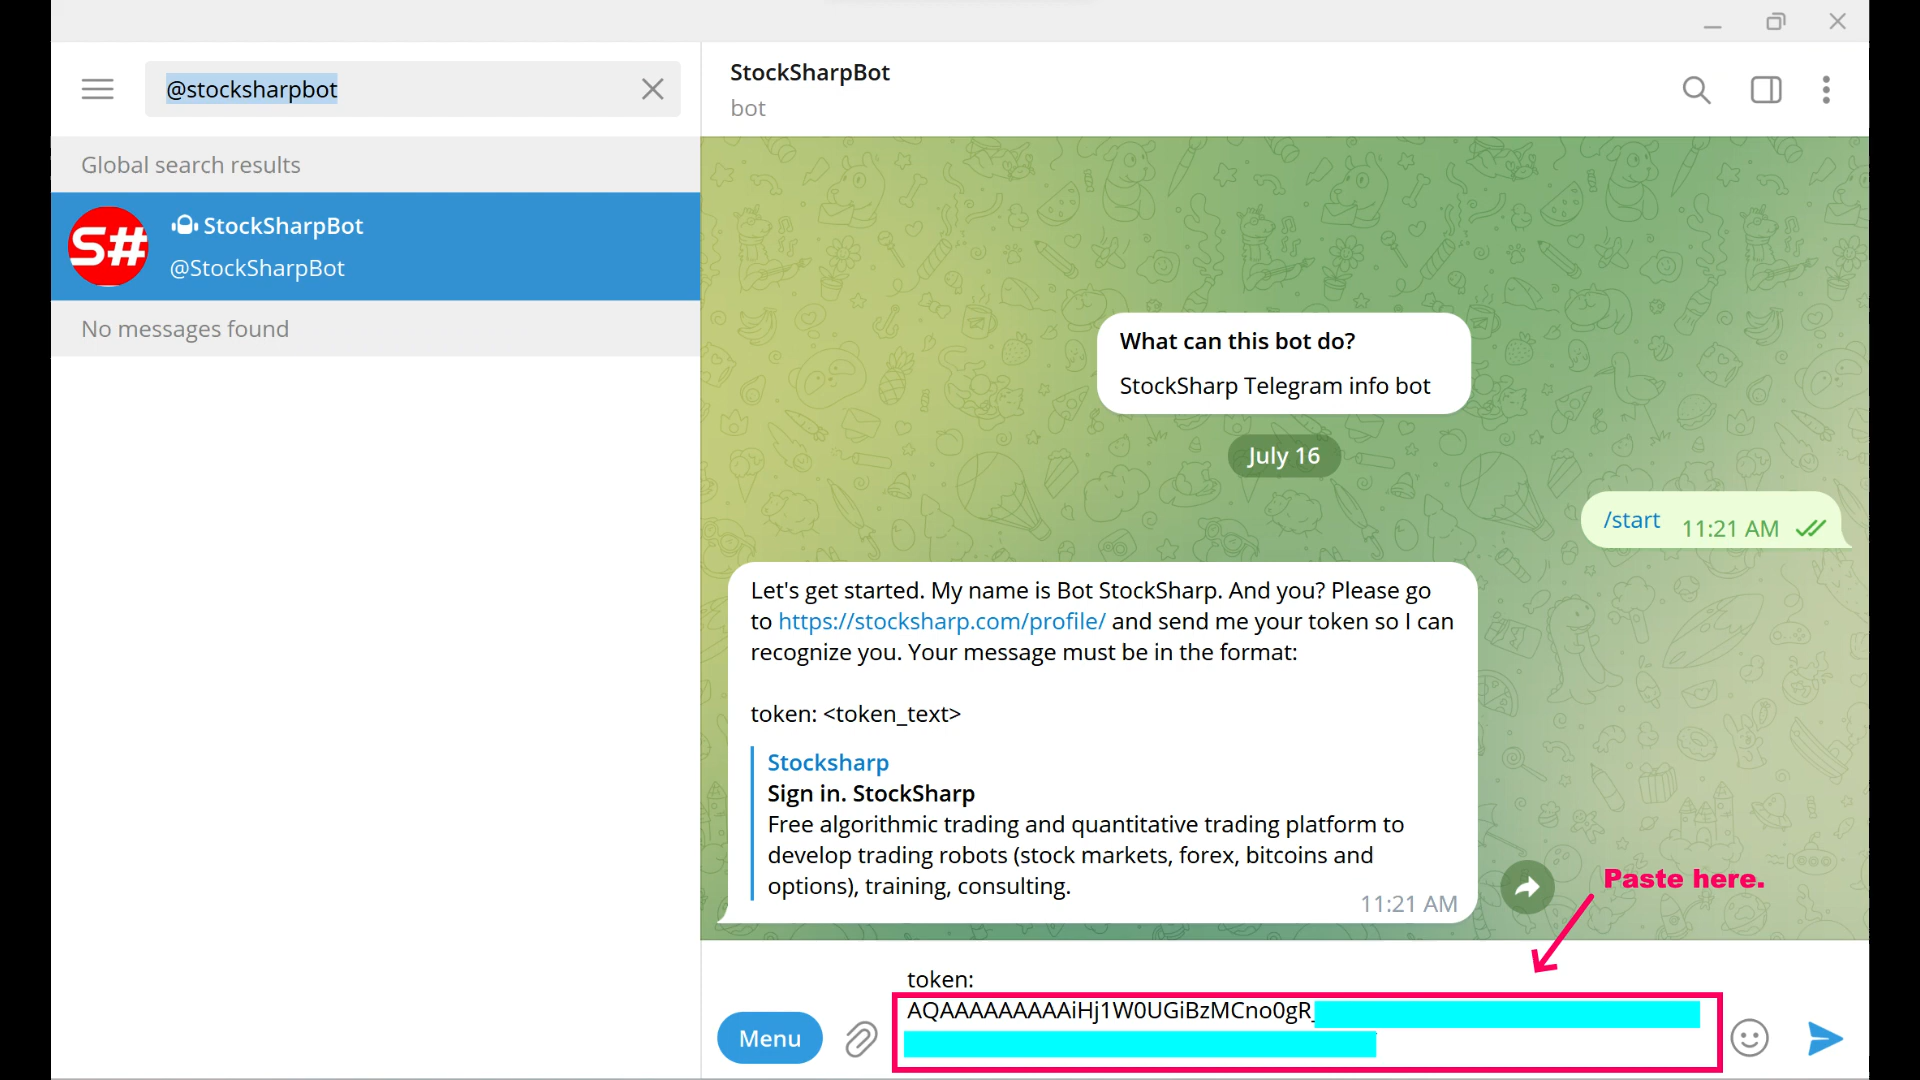 @stocksharpbot
Global search results
S#
StockSharpBot
@StockSharpBot
No messages found
StockSharpBot
bot
What can this bot do?
StockSharp Telegram info bot
July 16
/start 11:21 AM
Let's get started. My name is Bot StockSharp. And you? Please go
to https://stocksharp.com/profile/ and send me your token so I can
recognize you. Your message must be in the format:
token: <token_text>
Stocksharp
Sign in. StockSharp
Free algorithmic trading and quantitative trading platform to
develop trading robots (stock markets, forex, bitcoins and
options), training, consulting.
11:21 AM
Paste here.
token:
AQAAAAAAAAAiHj1W0UGiBzMCno0gR_
Menu